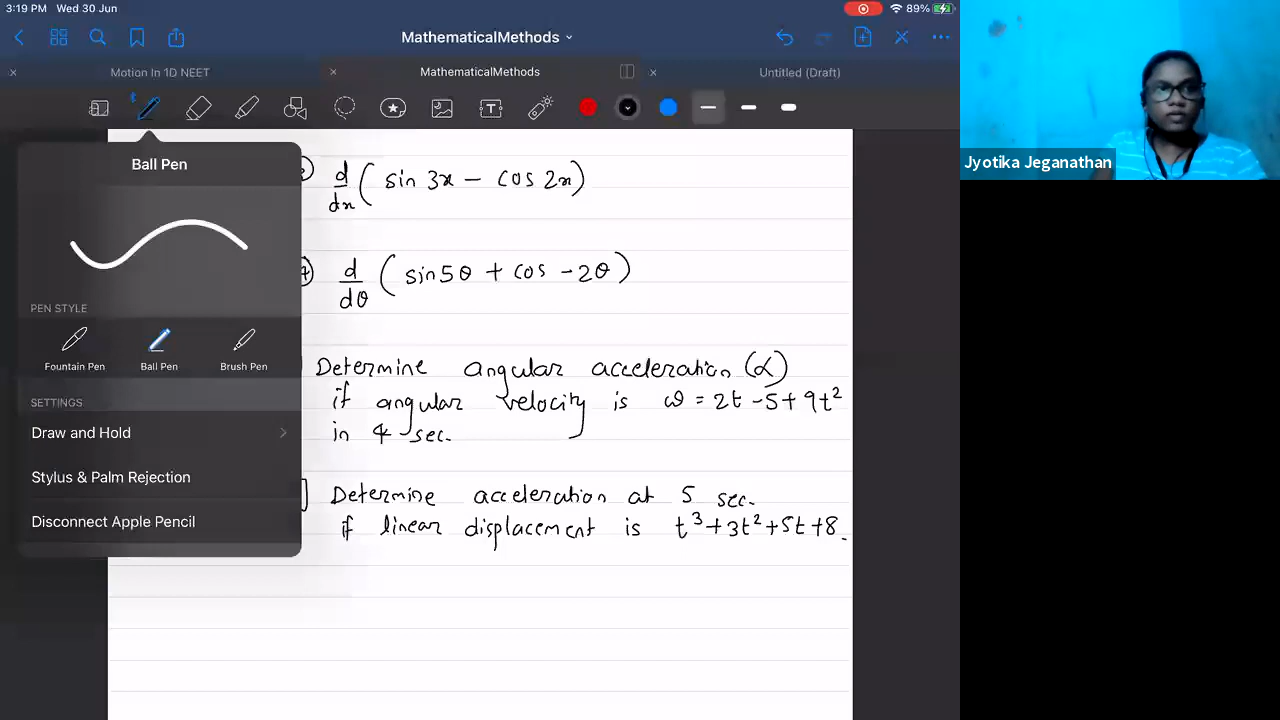 3:19 PM Wed 30 Jun
89%
MathematicalMethods
Motion In 1D NEET
MathematicalMethods
Untitled (Draft)
Ball Pen
PEN STYLE
Fountain Pen
Ball Pen
Brush Pen
SETTINGS
Draw and Hold
Stylus & Palm Rejection
Disconnect Apple Pencil
d/dx ( sin 3x − cos 2x)
d/dθ ( sin5θ + cos −2θ )
Determine angular acceleration (α)
if angular velocity is ω = 2t −5+9t²
in 4 sec.
Determine acceleration at 5 sec.
if linear displacement is t³+3t²+5t+8.
Jyotika Jeganathan